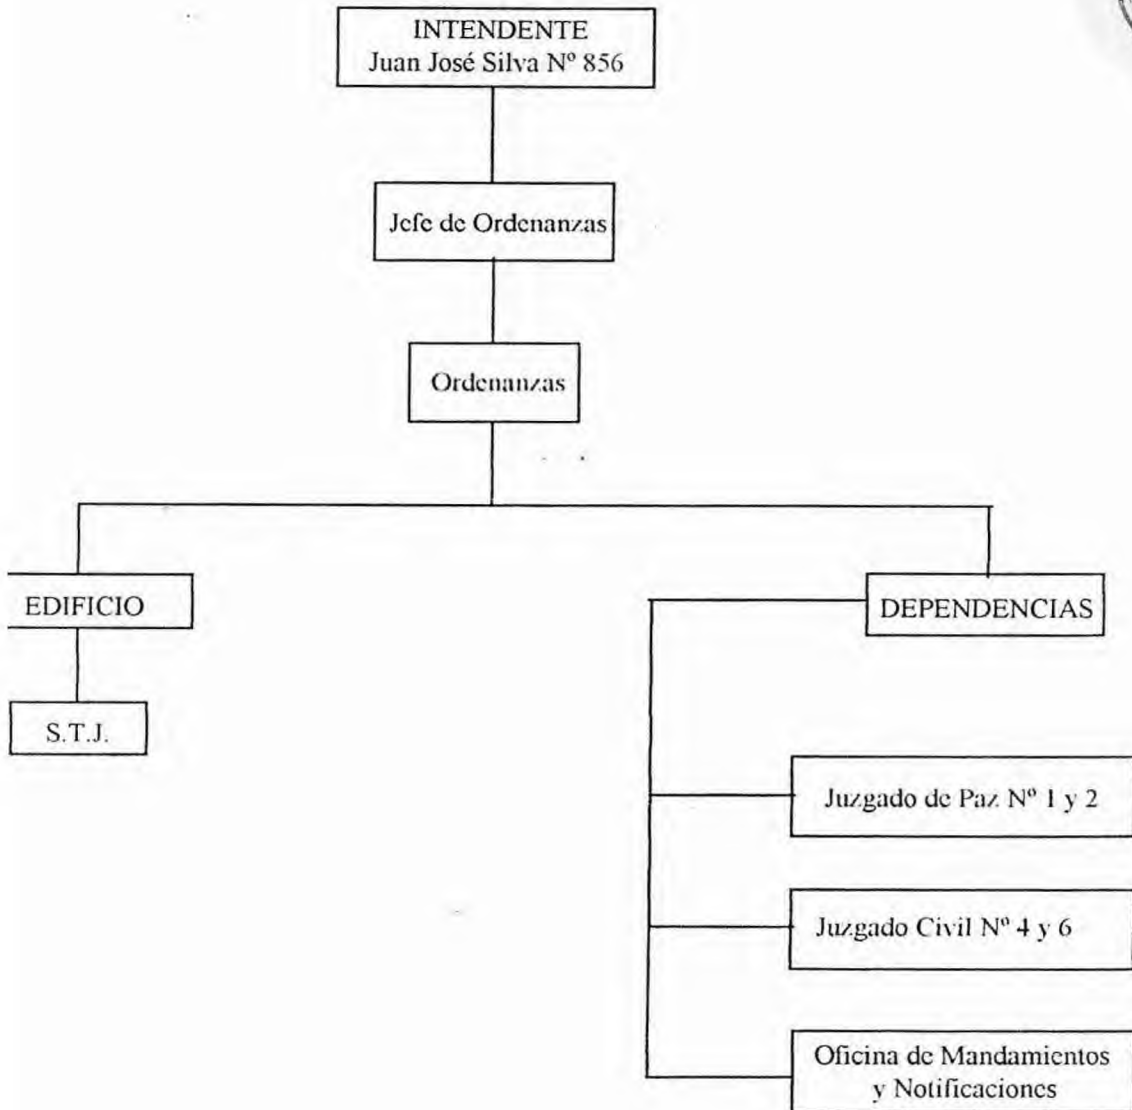 INTENDENTE
Juan José Silva Nº 856
Jefe de Ordenanzas
Ordenanzas
EDIFICIO
DEPENDENCIAS
S.T.J.
Juzgado de Paz Nº 1 y 2
Juzgado Civil Nº 4 y 6
Oficina de Mandamientos
y Notificaciones